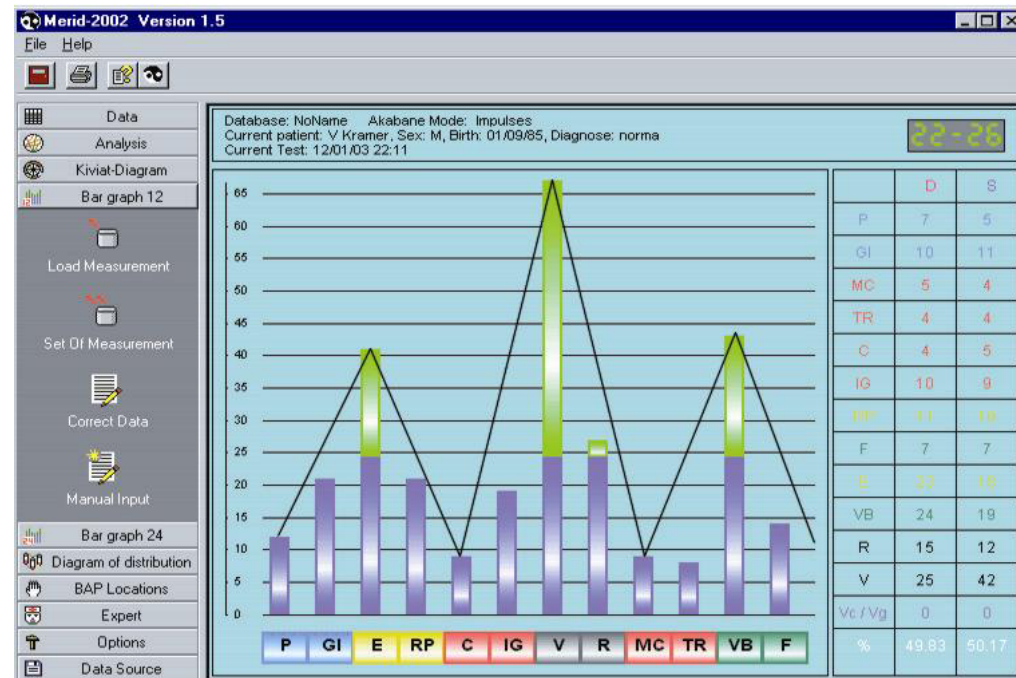 Merid-2002 Version 1.5
File Help
Data
Analysis
Kiviat-Diagram
Bar graph 12
Load Measurement
Set Of Measurement
Correct Data
Manual Input
Bar graph 24
Diagram of distribution
BAP Locations
Expert
Options
Data Source
Database: NoName Akabane Mode: Impulses
Current patient: V Kramer, Sex: M, Birth: 01/09/85, Diagnose: norma
Current Test: 12/01/03 22:11
22-26
65
60
55
50
45
40
35
30
25
20
15
10
5
0
P GI E RP C IG V R MC TR VB F
D S
P 7 5
GI 10 11
MC 5 4
TR 4 4
C 4 5
IG 10 9
RP 11 10
F 7 7
E 23 18
VB 24 19
R 15 12
V 25 42
Vc / Vg 0 0
% 49.83 50.17